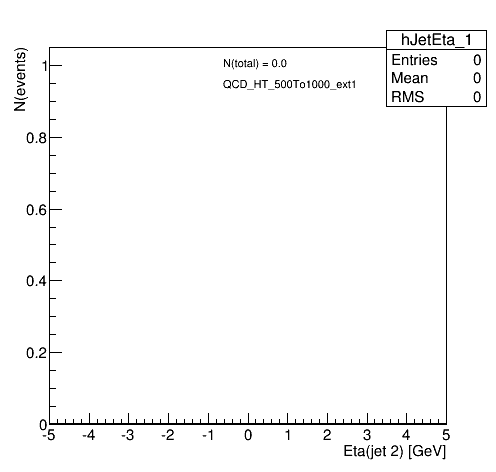 hJetEta_1
Entries 0
Mean 0
RMS 0
N(total) = 0.0
QCD_HT_500To1000_ext1
N(events)
1
0.8
0.6
0.4
0.2
0
-5 -4 -3 -2 -1 0 1 2 3 4 5
Eta(jet 2) [GeV]